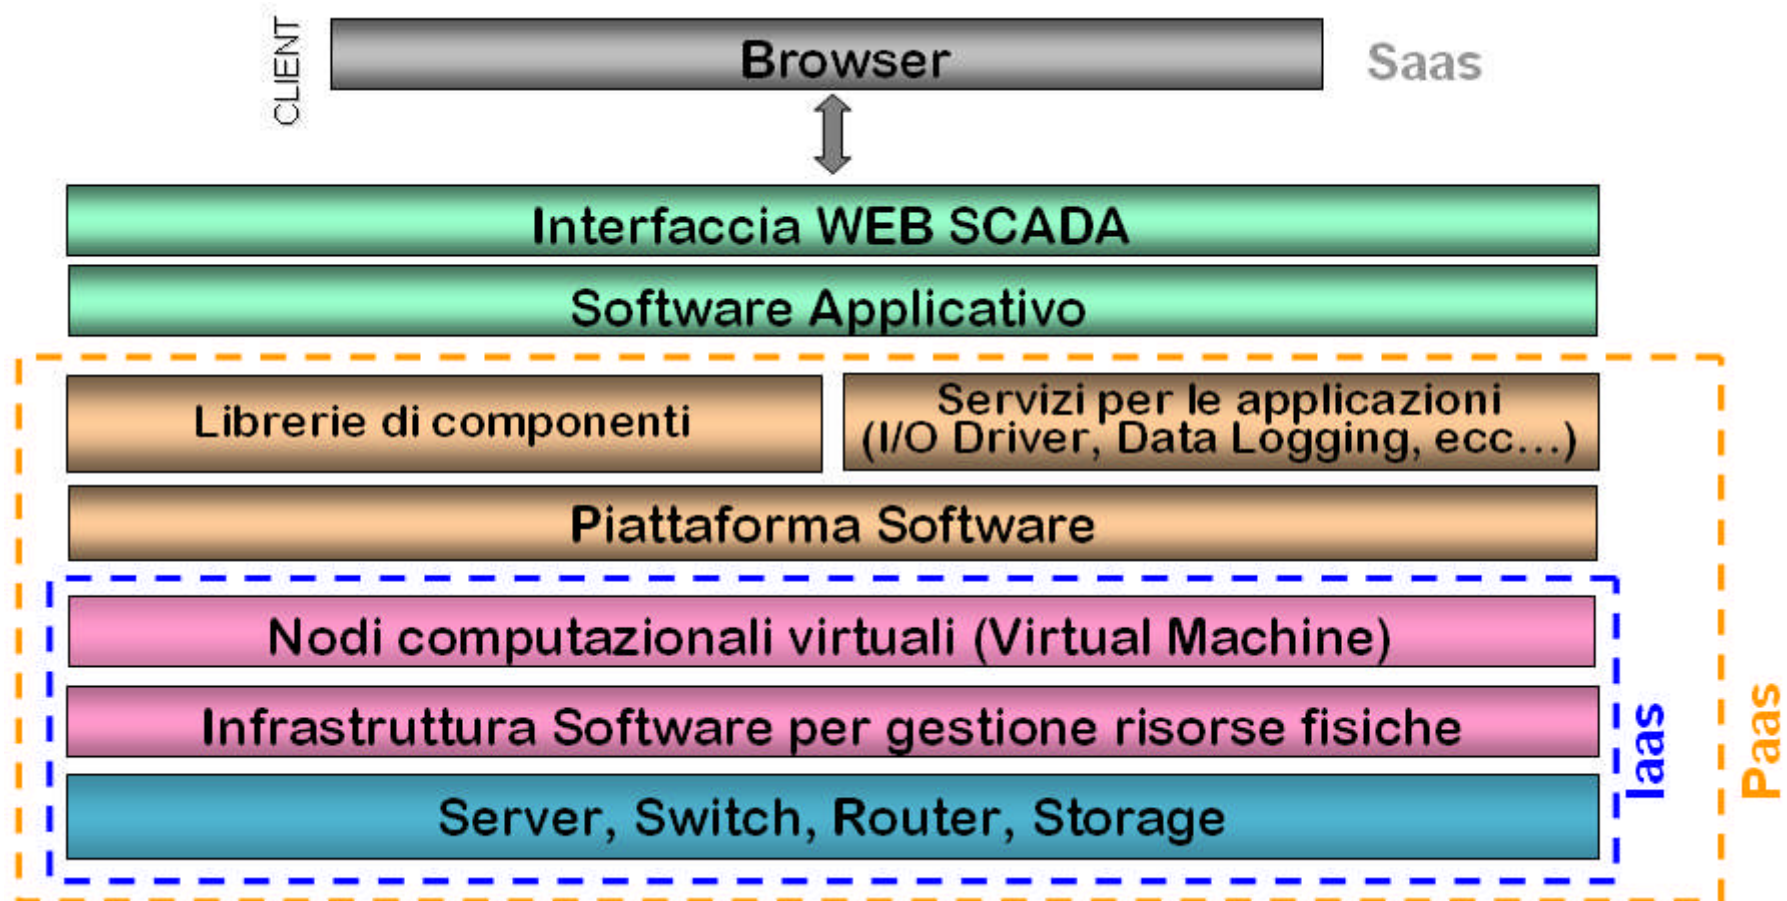 CLIENT
Browser
Saas
Interfaccia WEB SCADA
Software Applicativo
Librerie di componenti
Servizi per le applicazioni
(I/O Driver, Data Logging, ecc...)
Piattaforma Software
Nodi computazionali virtuali (Virtual Machine)
Infrastruttura Software per gestione risorse fisiche
Server, Switch, Router, Storage
Iaas
Paas